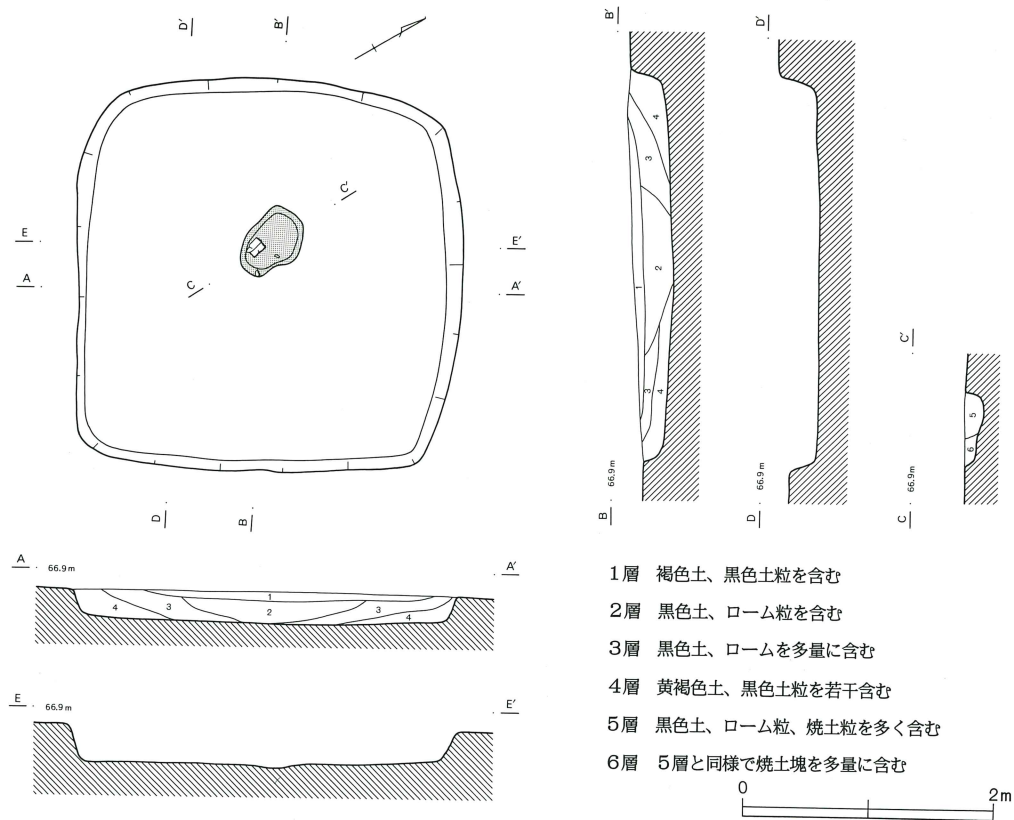 D′
B′
C′
E
E′
A
A′
C
D
B
A
66.9m
A′
4
3
1
2
3
4
E
66.9m
E′
B′
4
3
2
1
3
4
66.9m
B
D′
66.9m
D
C′
5
6
66.9m
C
1層 褐色土、黒色土粒を含む
2層 黒色土、ローム粒を含む
3層 黒色土、ロームを多量に含む
4層 黄褐色土、黒色土粒を若干含む
5層 黒色土、ローム粒、焼土粒を多く含む
6層 5層と同様で焼土塊を多量に含む
0
2m